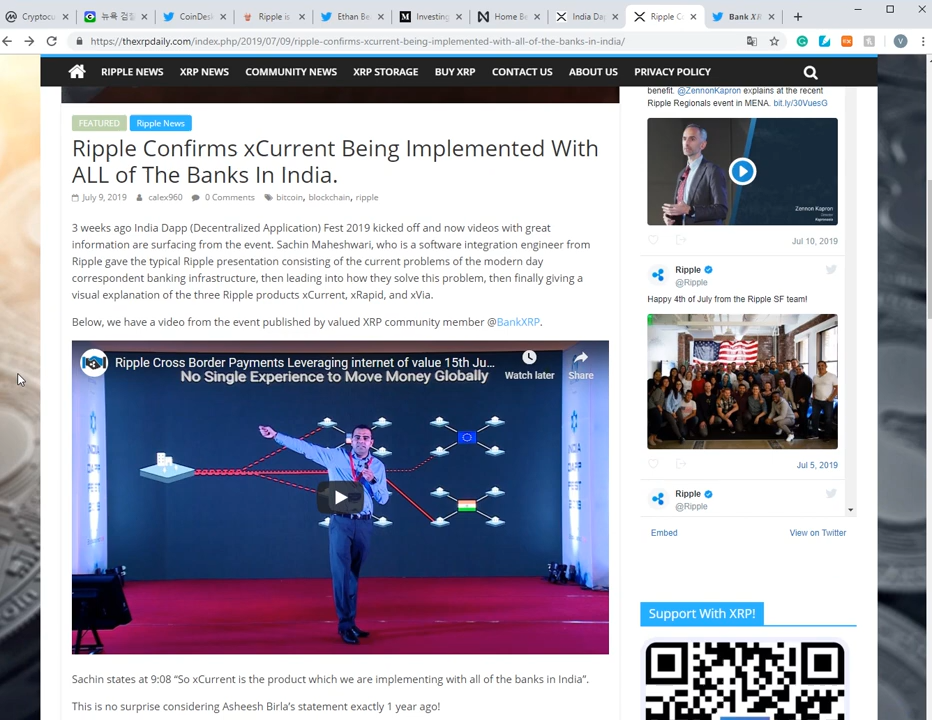 Cryptocu
뉴욕 검
CoinDesk
Ripple is
Ethan Be
Investing
Home Be
India Dap
Ripple C
Bank XR
https://thexrpdaily.com/index.php/2019/07/09/ripple-confirms-xcurrent-being-implemented-with-all-of-the-banks-in-india/
RIPPLE NEWS XRP NEWS COMMUNITY NEWS XRP STORAGE BUY XRP CONTACT US ABOUT US PRIVACY POLICY
FEATURED Ripple News
Ripple Confirms xCurrent Being Implemented With
ALL of The Banks In India.
July 9, 2019 calex960 0 Comments bitcoin, blockchain, ripple
3 weeks ago India Dapp (Decentralized Application) Fest 2019 kicked off and now videos with great
information are surfacing from the event. Sachin Maheshwari, who is a software integration engineer from
Ripple gave the typical Ripple presentation consisting of the current problems of the modern day
correspondent banking infrastructure, then leading into how they solve this problem, then finally giving a
visual explanation of the three Ripple products xCurrent, xRapid, and xVia.
Below, we have a video from the event published by valued XRP community member @BankXRP.
Ripple Cross Border Payments Leveraging internet of value 15th Ju...
Watch later
Share
No Single Experience to Move Money Globally
Sachin states at 9:08 “So xCurrent is the product which we are implementing with all of the banks in India”.
This is no surprise considering Asheesh Birla’s statement exactly 1 year ago!
benefit. @ZennonKapron explains at the recent
Ripple Regionals event in MENA. bit.ly/30VuesG
Zennon Kapron
Jul 10, 2019
Ripple
@Ripple
Happy 4th of July from the Ripple SF team!
Jul 5, 2019
Ripple
@Ripple
Embed
View on Twitter
Support With XRP!